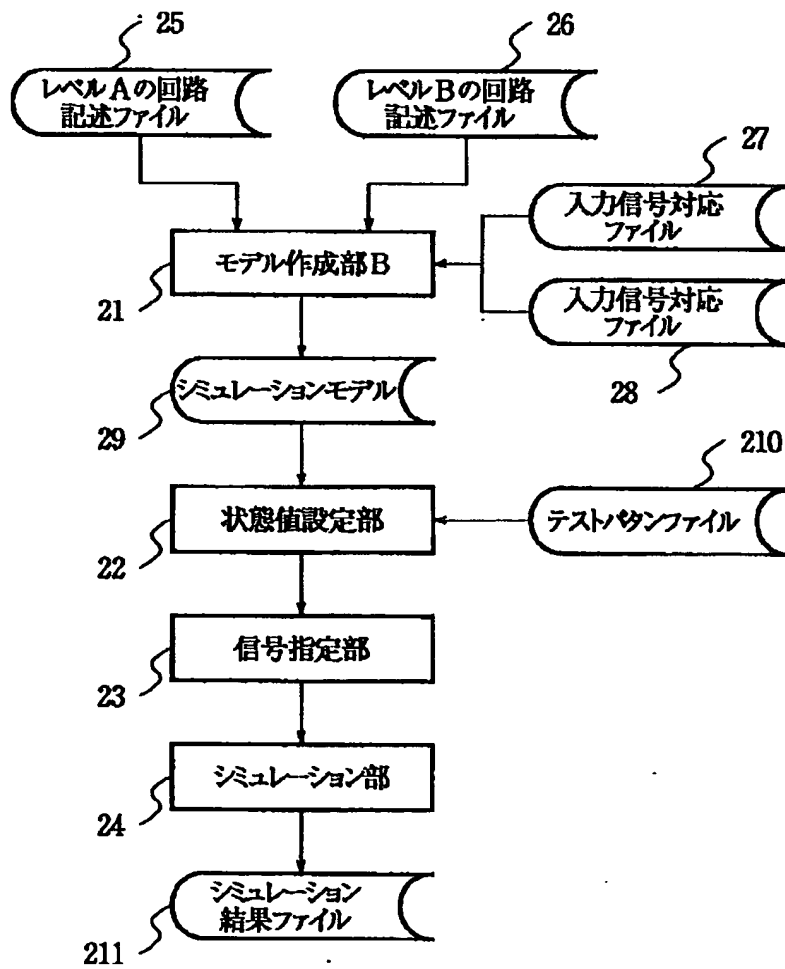 25
26
レベルAの回路
記述ファイル
レベルBの回路
記述ファイル
27
入力信号対応
ファイル
モデル作成部B
21
入力信号対応
ファイル
28
シミュレーションモデル
29
210
状態値設定部
テストパタンファイル
22
信号指定部
23
シミュレーション部
24
シミュレーション
結果ファイル
211